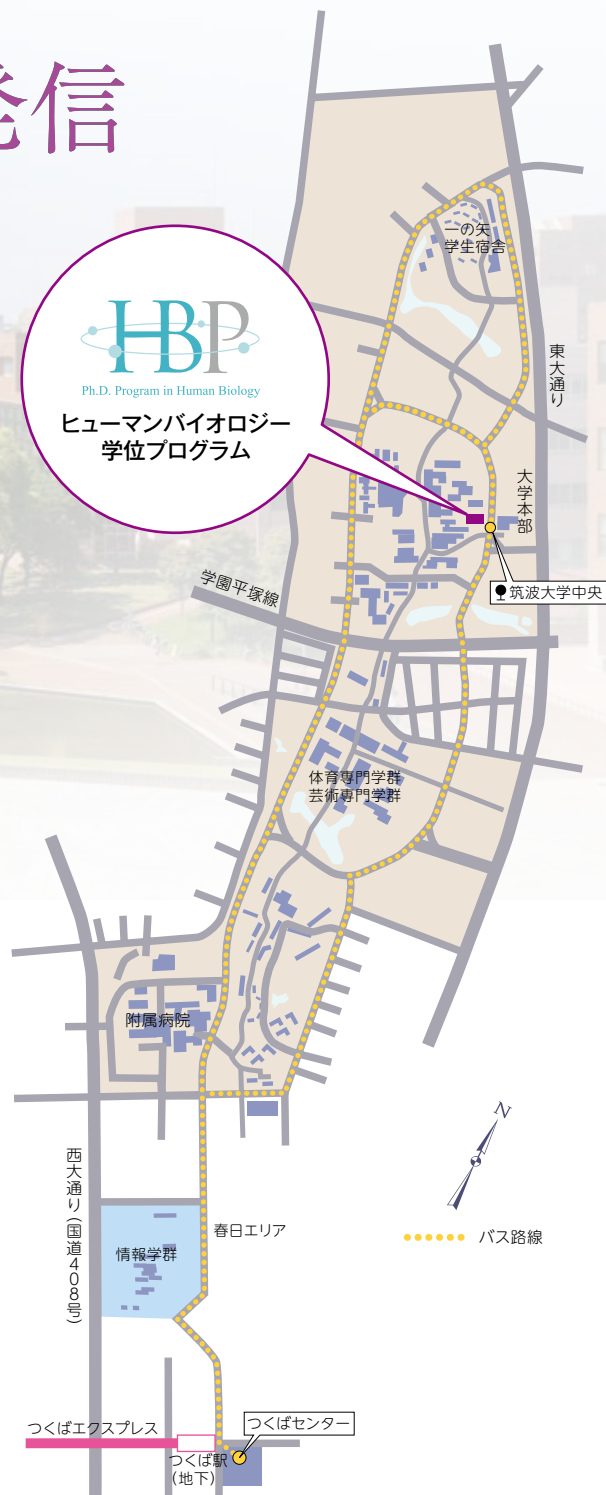 発信
一の矢
学生宿舎
HBP
Ph.D. Program in Human Biology
ヒューマンバイオロジー
学位プログラム
東大通り
大学本部
筑波大学中央
学園平塚線
体育専門学群
芸術専門学群
附属病院
N
西大通り(国道408号)
春日エリア
バス路線
情報学群
つくばエクスプレス
つくばセンター
つくば駅
(地下)